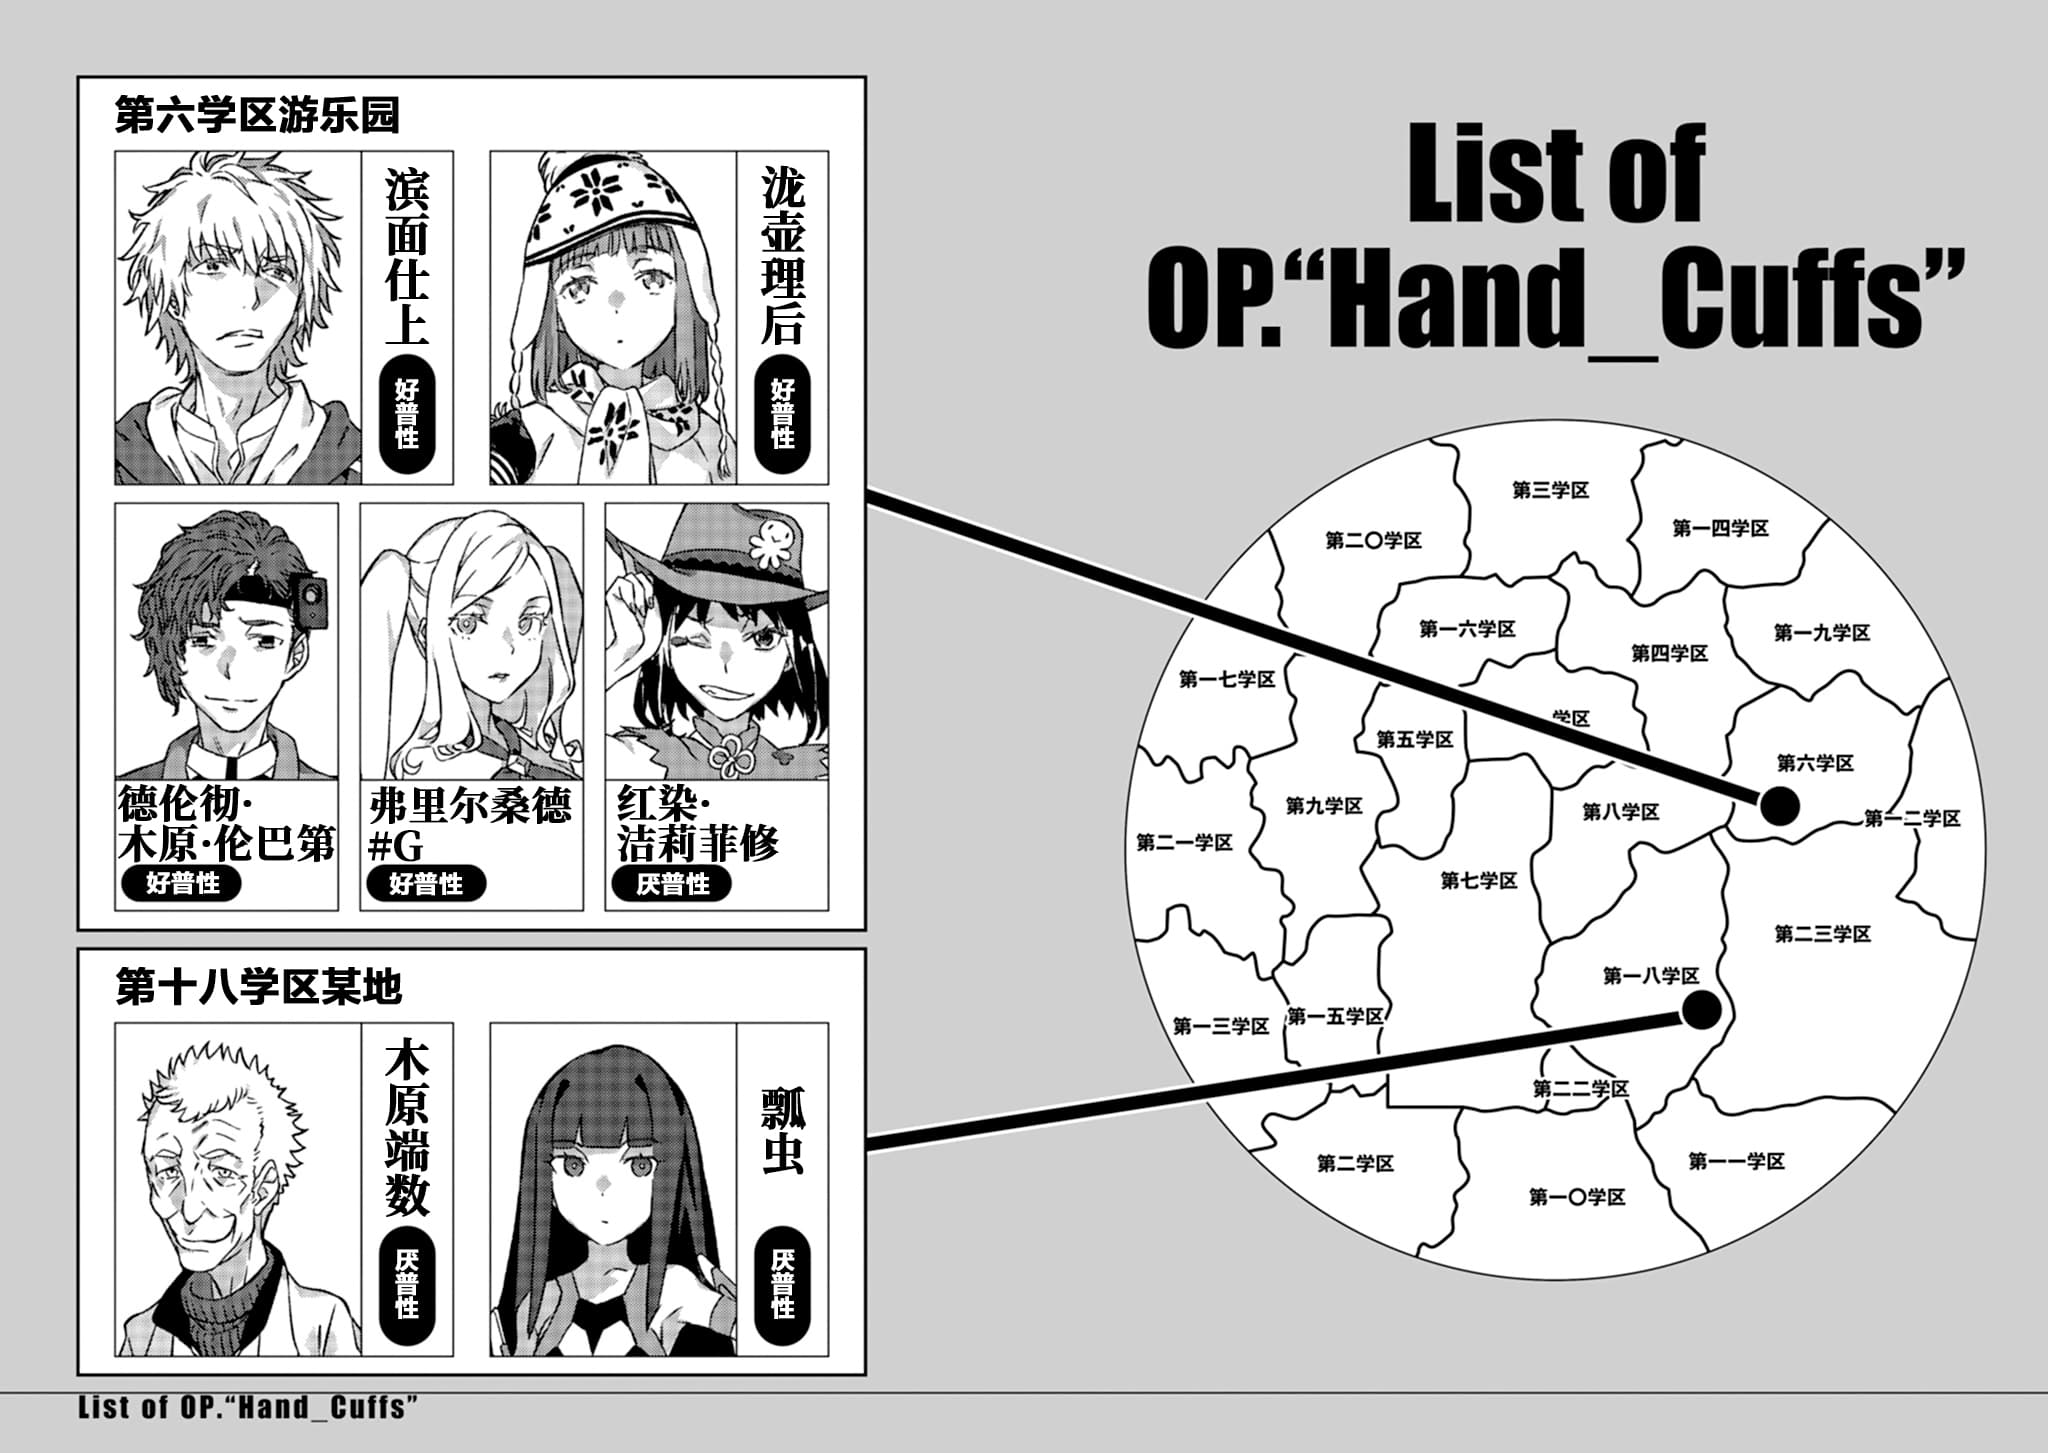 第六学区游乐园
滨面仕上
好普性
泷壶理后
好普性
德伦彻·
木原·伦巴第
好普性
弗里尔桑德
#G
好普性
红染·
洁莉菲修
厌普性
第十八学区某地
木原端数
厌普性
瓢虫
厌普性
List of OP.“Hand_Cuffs”
List of
OP.“Hand_Cuffs”
第三学区
第一四学区
第二〇学区
第一六学区
第一九学区
第四学区
第一七学区
学区
第五学区
第六学区
第九学区
第八学区
第一二学区
第二一学区
第七学区
第二三学区
第一八学区
第一五学区
第一三学区
第二二学区
第二学区
第一一学区
第一〇学区